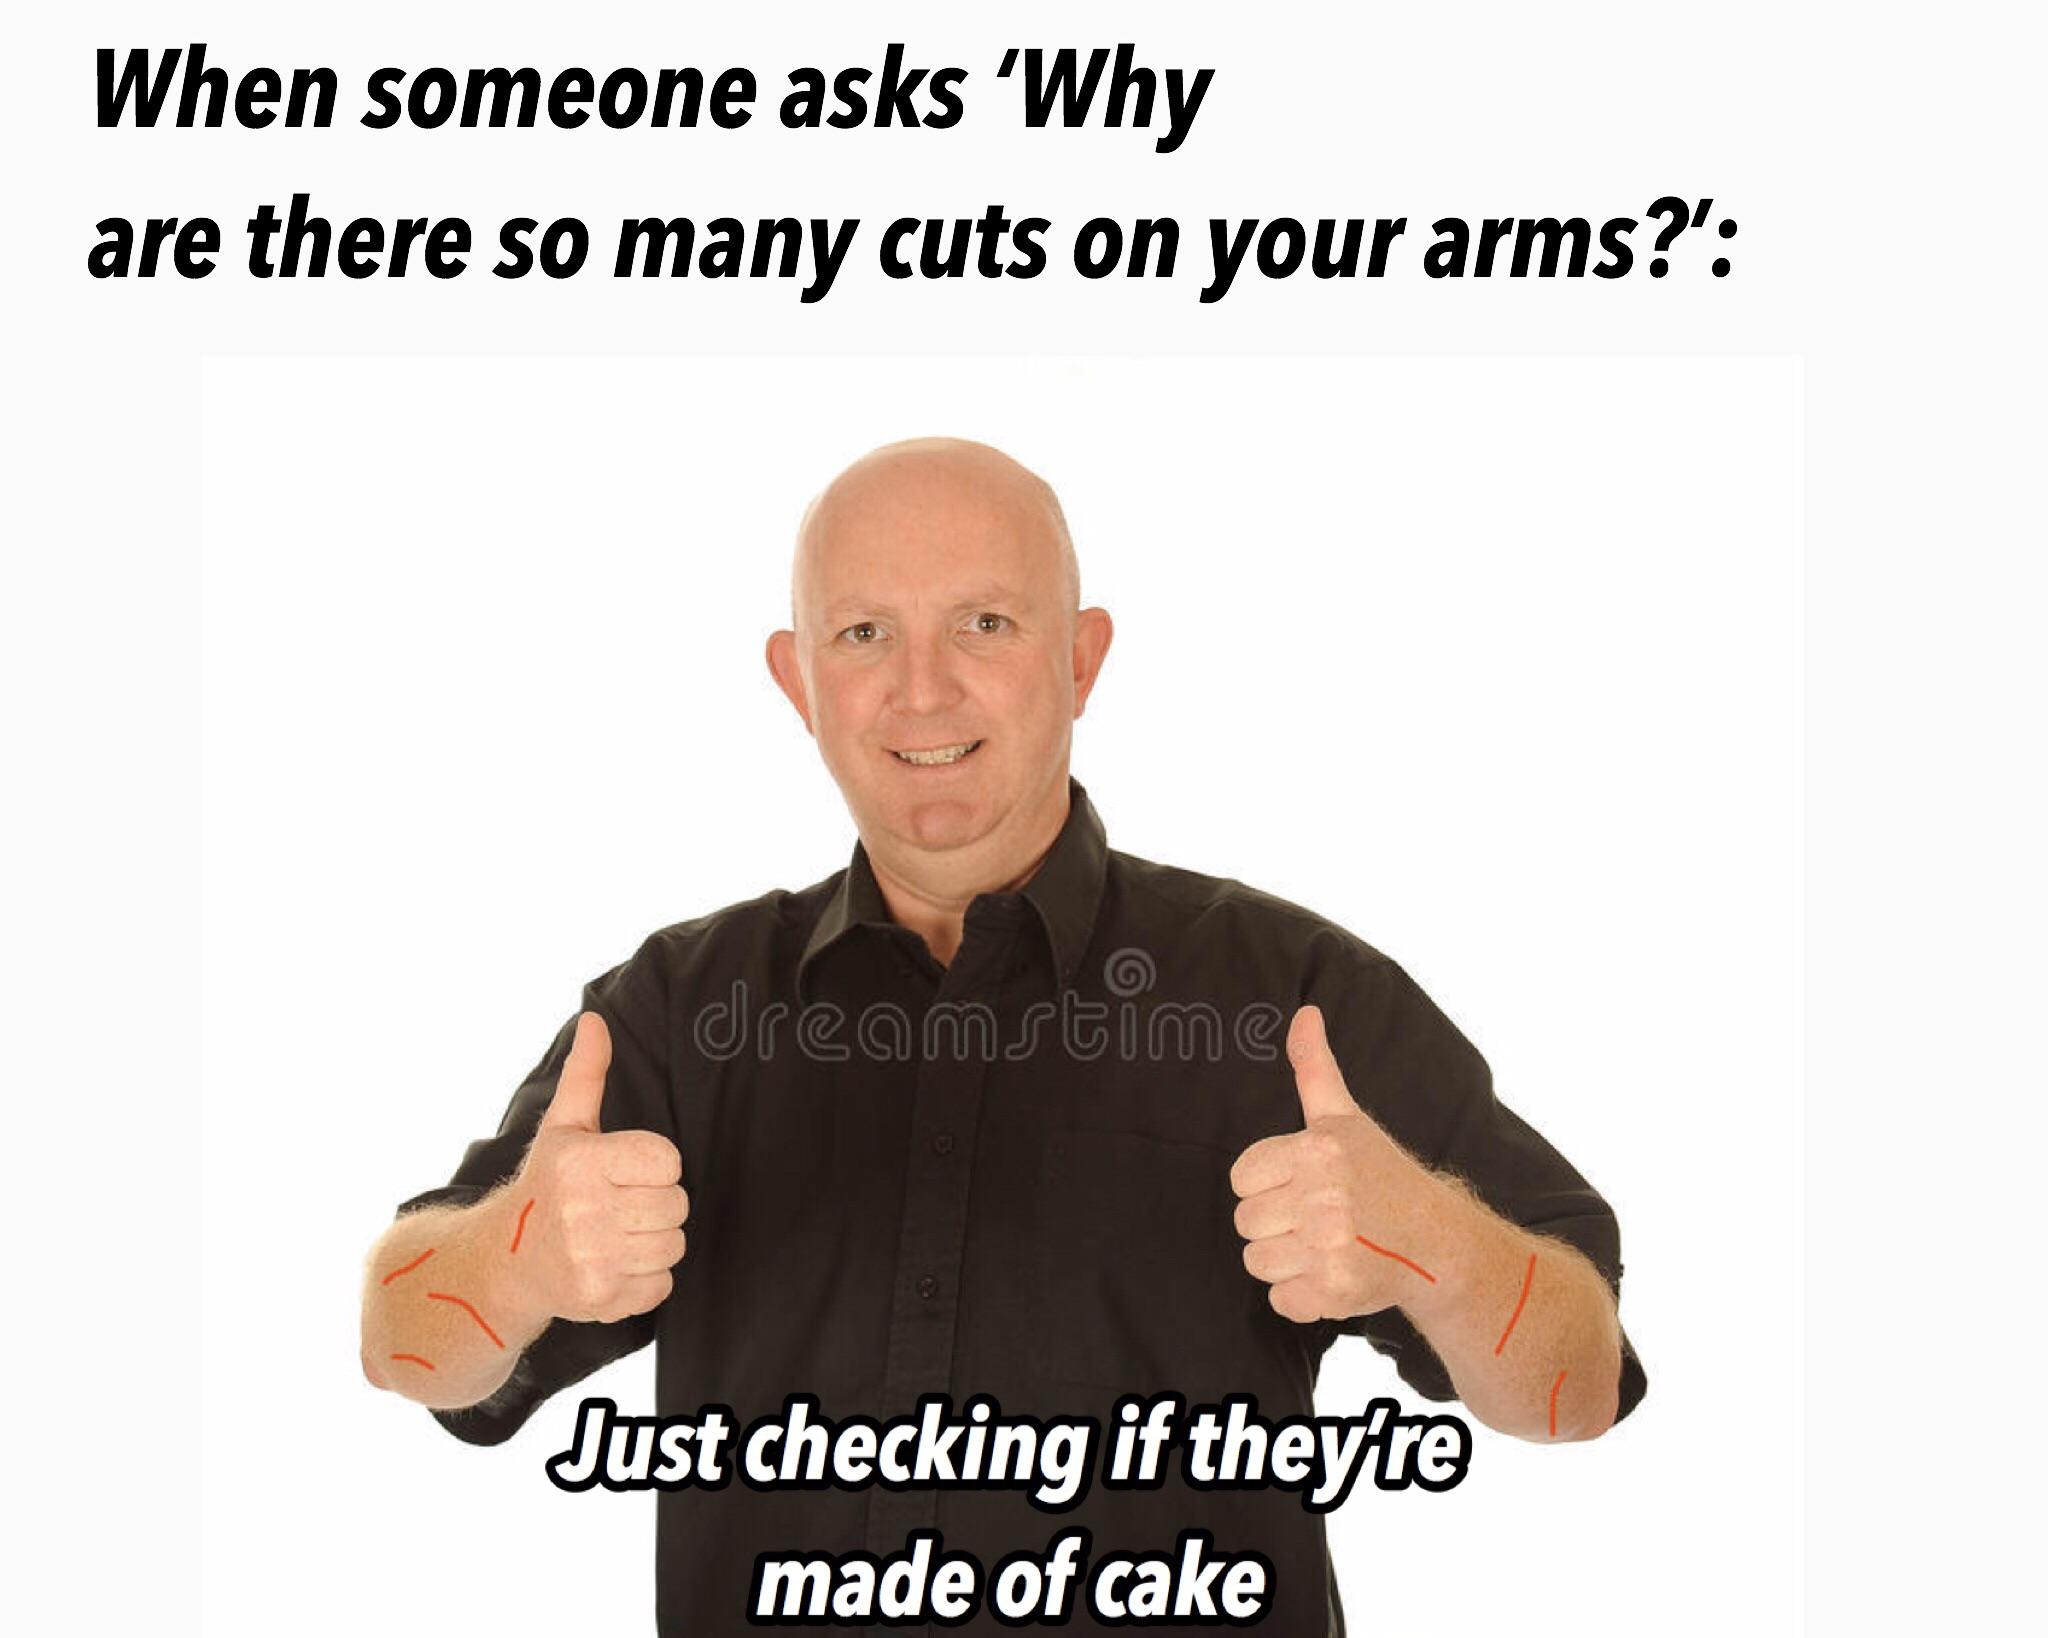 When someone asks ‘Why
are there so many cuts on your arms?’:
dreamstime
Just checking if they’re
made of cake